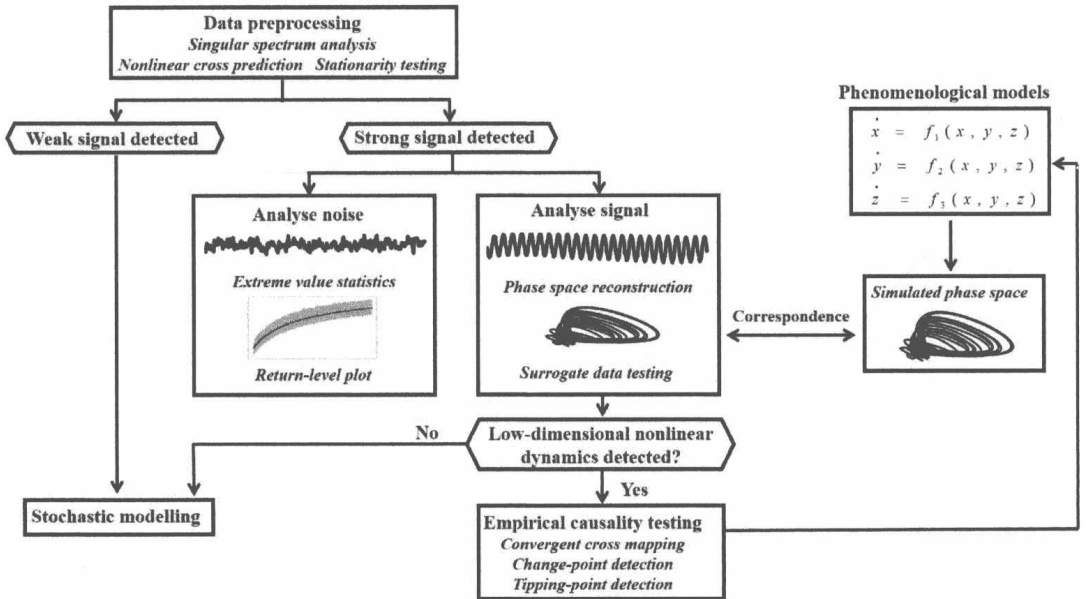 Data preprocessing
Singular spectrum analysis
Nonlinear cross prediction Stationarity testing
Weak signal detected
Strong signal detected
Analyse noise
Extreme value statistics
Return-level plot
Analyse signal
Phase space reconstruction
Surrogate data testing
Correspondence
Phenomenological models
ẋ = f₁ ( x , y , z )
ẏ = f₂ ( x , y , z )
ż = f₃ ( x , y , z )
Simulated phase space
No
Low-dimensional nonlinear
dynamics detected?
Yes
Stochastic modelling
Empirical causality testing
Convergent cross mapping
Change-point detection
Tipping-point detection